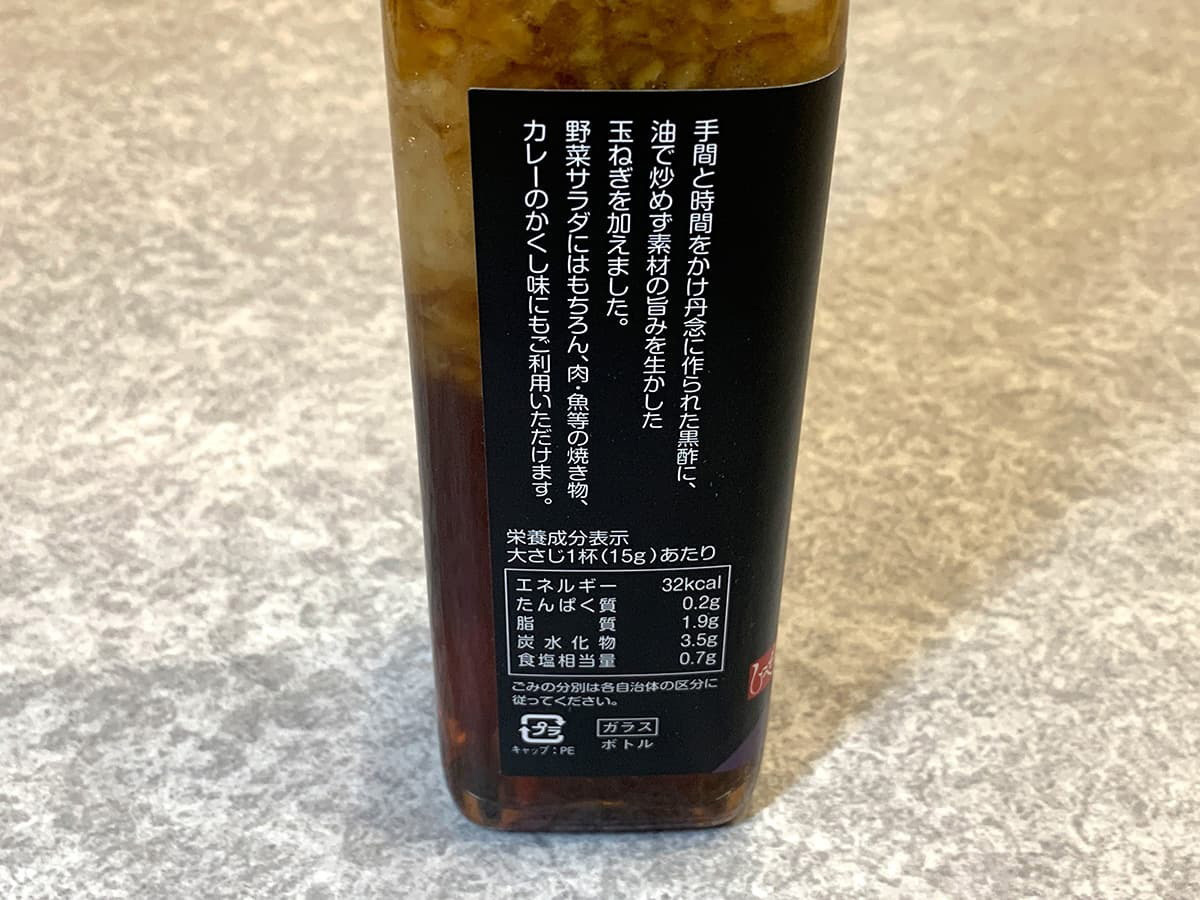 手間と時間をかけ丹念に作られた黒酢に、
油で炒めず素材の旨みを生かした
玉ねぎを加えました。
野菜サラダにはもちろん、肉・魚等の焼き物、
カレーのかくし味にもご利用いただけます。
栄養成分表示
大さじ1杯(15g)あたり
エネルギー 32kcal
たんぱく質 0.2g
脂質 1.9g
炭水化物 3.5g
食塩相当量 0.7g
ごみの分別は各自治体の区分に
従ってください。
プラ
キャップ:PE
ガラス
ボトル